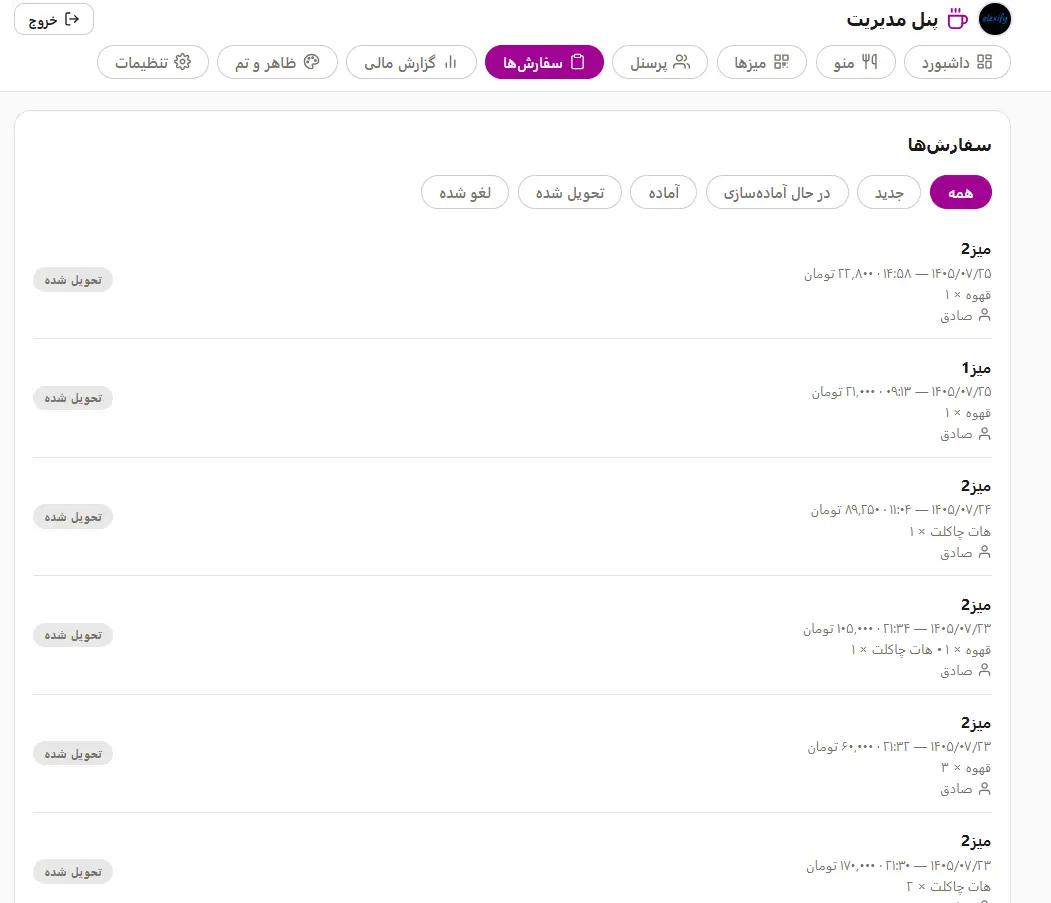 elexify
پنل مدیریت
خروج
داشبورد
منو
میزها
پرسنل
سفارش‌ها
گزارش مالی
ظاهر و تم
تنظیمات
سفارش‌ها
همه
جدید
در حال آماده‌سازی
آماده
تحویل شده
لغو شده
میز2
۱۴۰۵/۰۷/۲۵ — ۱۴:۵۸ · ۲۲,۸۰۰ تومان
قهوه × ۱
صادق
تحویل شده
میز1
۱۴۰۵/۰۷/۲۵ — ۰۹:۱۳ · ۲۱,۰۰۰ تومان
قهوه × ۱
صادق
تحویل شده
میز2
۱۴۰۵/۰۷/۲۴ — ۱۱:۰۴ · ۸۹,۲۵۰ تومان
هات چاکلت × ۱
صادق
تحویل شده
میز2
۱۴۰۵/۰۷/۲۳ — ۲۱:۳۴ · ۱۰۵,۰۰۰ تومان
قهوه × ۱ • هات چاکلت × ۱
صادق
تحویل شده
میز2
۱۴۰۵/۰۷/۲۳ — ۲۱:۳۲ · ۶۰,۰۰۰ تومان
قهوه × ۳
صادق
تحویل شده
میز2
۱۴۰۵/۰۷/۲۳ — ۲۱:۳۰ · ۱۷۰,۰۰۰ تومان
هات چاکلت × ۲
تحویل شده